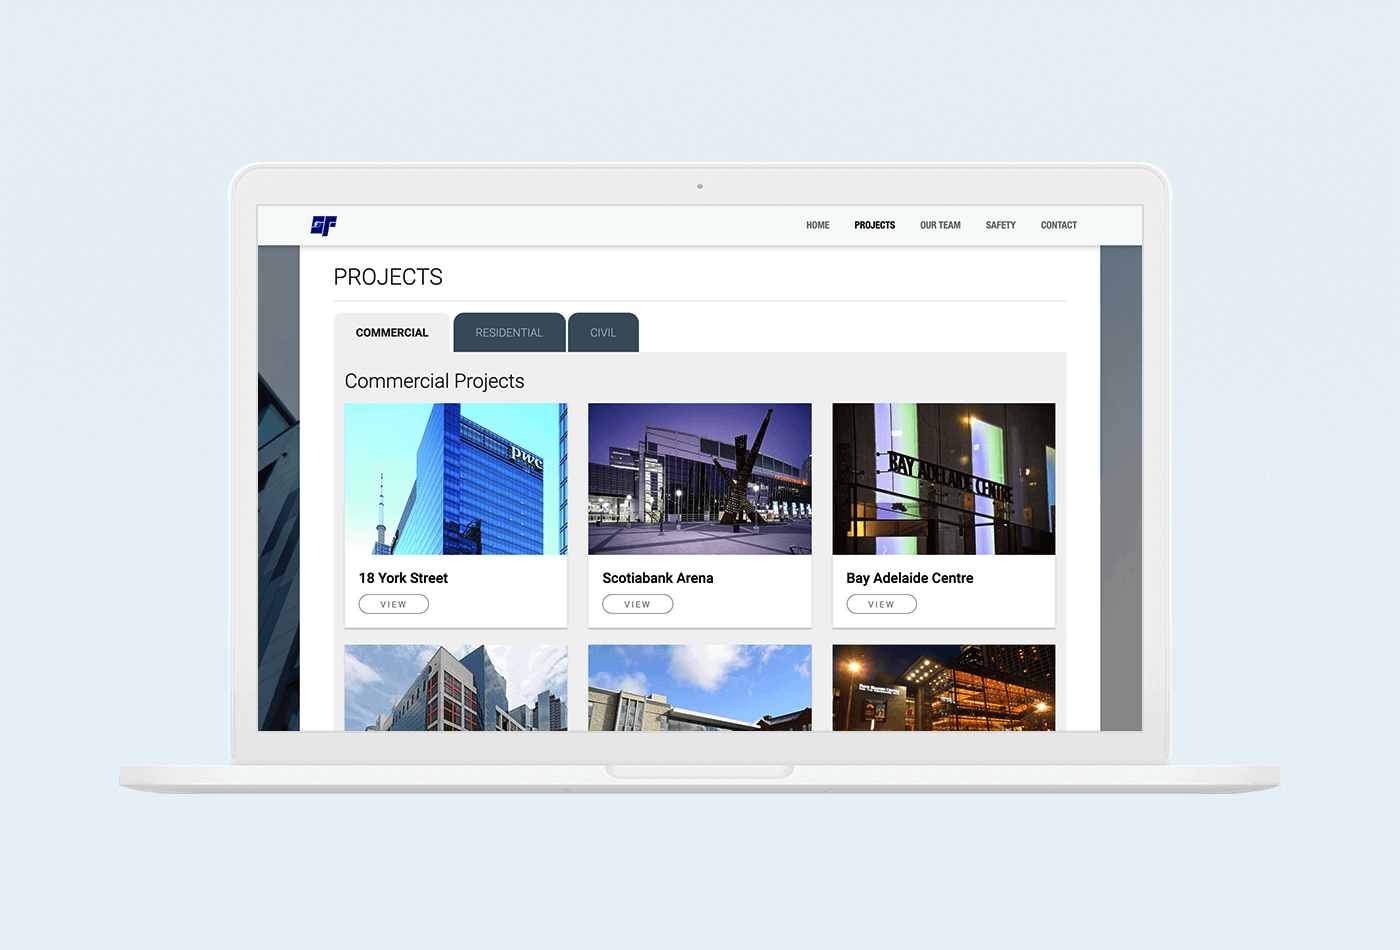 HOME PROJECTS OUR TEAM SAFETY CONTACT
PROJECTS
COMMERCIAL RESIDENTIAL CIVIL
Commercial Projects
pwc
BAY ADELAIDE CENTRE
18 York Street Scotiabank Arena Bay Adelaide Centre
VIEW VIEW VIEW